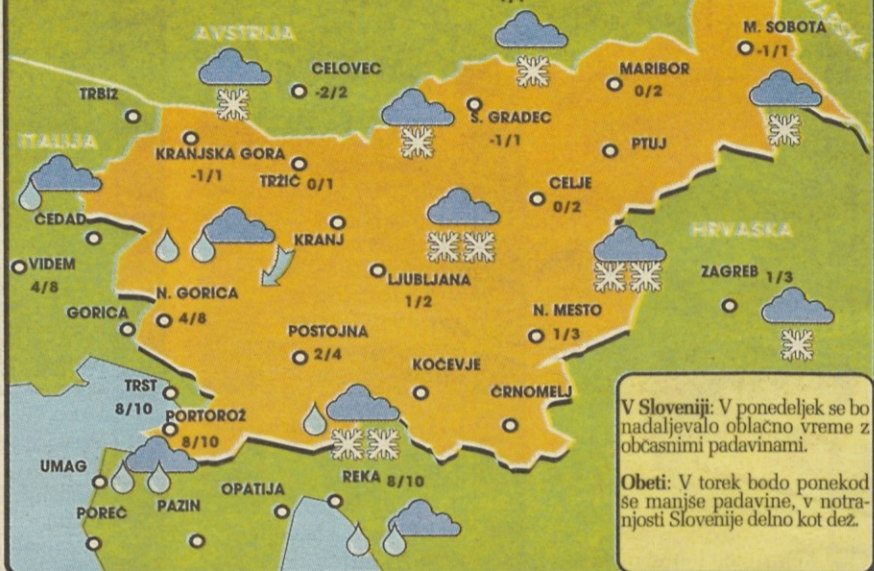 AVSTRIJA
M. SOBOTA
-1/1
CELOVEC
-2/2
MARIBOR
0/2
TRBIZ
S. GRADEC
-1/1
ITALIJA
KRANJSKA GORA
-1/1
TRŽIČ 0/1
PTUJ
CELJE
0/2
ČEDAD
KRANJ
HRVAŠKA
VIDEM
4/8
LJUBLJANA
1/2
ZAGREB 1/3
N. GORICA
4/8
GORICA
N. MESTO
1/3
POSTOJNA
2/4
KOČEVJE
ČRNOMELJ
TRST
8/10
PORTOROŽ
8/10
UMAG
POREČ
PAZIN
OPATIJA
REKA 8/10
V Sloveniji: V ponedeljek se bo
nadaljevalo oblačno vreme z
občasnimi padavinami.
Obeti: V torek bodo ponekod
še manjše padavine, v notra-
njosti Slovenije delno kot dež.